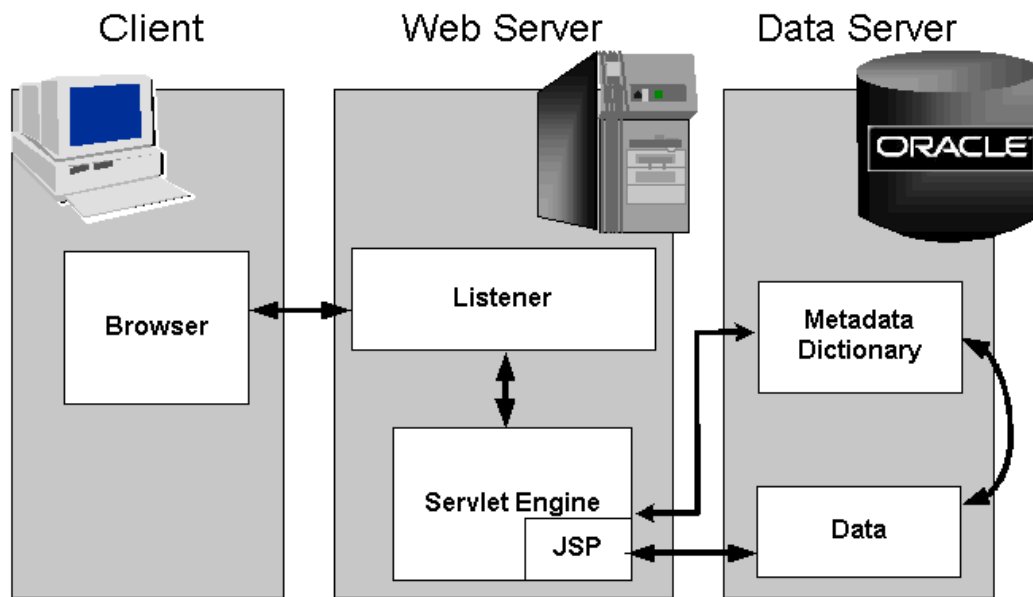 Client
Web Server
Data Server
ORACLE
Browser
Listener
Metadata
Dictionary
Servlet Engine
JSP
Data